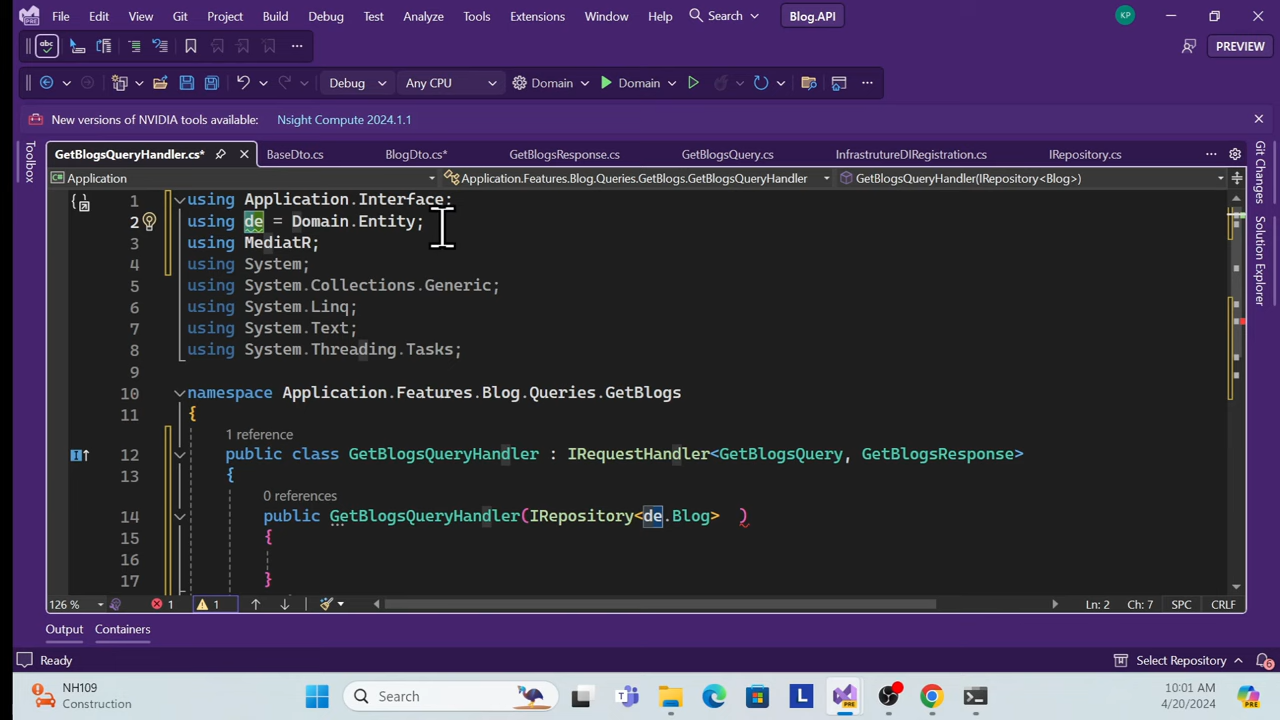 File Edit View Git Project Build Debug Test Analyze Tools Extensions Window Help Search Blog.API KP
abc PREVIEW
Debug Any CPU Domain Domain
New versions of NVIDIA tools available: Nsight Compute 2024.1.1
Toolbox
GetBlogsQueryHandler.cs* BaseDto.cs BlogDto.cs* GetBlogsResponse.cs GetBlogsQuery.cs InfrastrutureDIRegistration.cs IRepository.cs
Git Changes
Solution Explorer
Application Application.Features.Blog.Queries.GetBlogs.GetBlogsQueryHandler GetBlogsQueryHandler(IRepository<Blog>)
1 using Application.Interface;
2 using de = Domain.Entity;
3 using MediatR;
4 using System;
5 using System.Collections.Generic;
6 using System.Linq;
7 using System.Text;
8 using System.Threading.Tasks;
9
10 namespace Application.Features.Blog.Queries.GetBlogs
11 {
1 reference
12 public class GetBlogsQueryHandler : IRequestHandler<GetBlogsQuery, GetBlogsResponse>
13 {
0 references
14 public GetBlogsQueryHandler(IRepository<de.Blog> )
15 {
16
17 }
126 % 1 1 Ln: 2 Ch: 7 SPC CRLF
Output Containers
Ready Select Repository 6
NH109
Construction
Search L PRE 10:01 AM
4/20/2024 PRE